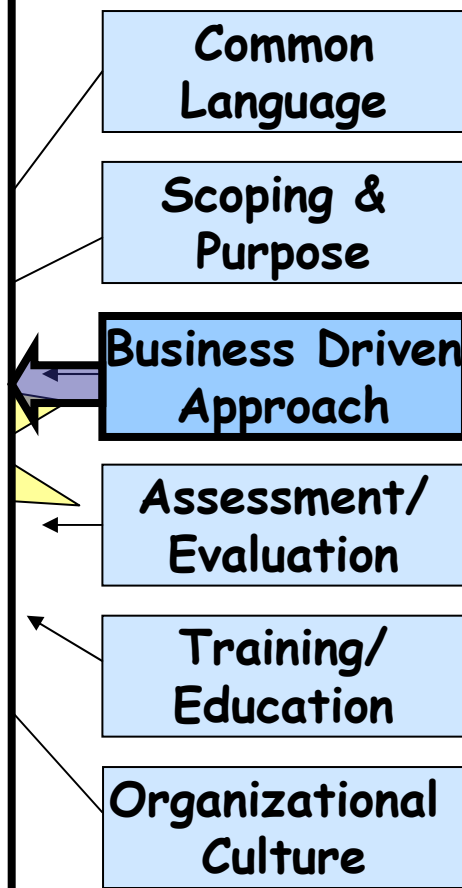 Common
Language
Scoping &
Purpose
Business Driven
Approach
Assessment/
Evaluation
Training/
Education
Organizational
Culture